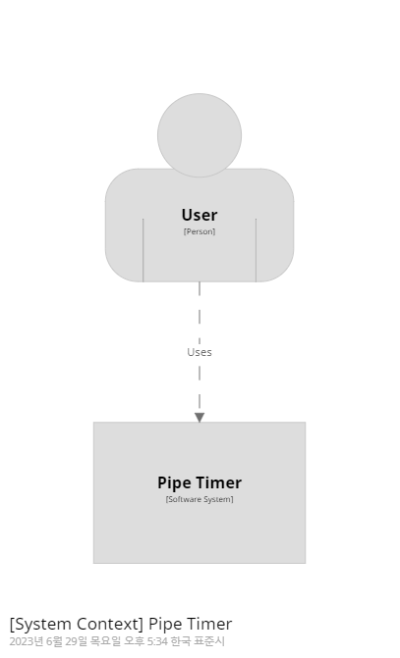 User
[Person]
Uses
Pipe Timer
[Software System]
[System Context] Pipe Timer
2023년 6월 29일 목요일 오후 5:34 한국 표준시